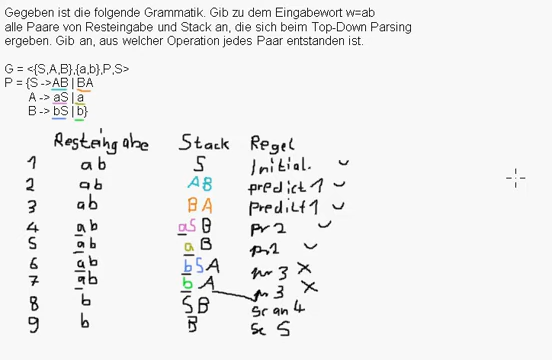 Gegeben ist die folgende Grammatik. Gib zu dem Eingabewort w=ab
alle Paare von Resteingabe und Stack an, die sich beim Top-Down Parsing
ergeben. Gib an, aus welcher Operation jedes Paar entstanden ist.
G = <{S,A,B},{a,b},P,S>
P = {S ->AB | BA
A -> aS | a
B -> bS | b}
Resteingabe Stack Regel
1 ab S Initial. ✓
2 ab AB predict 1 ✓
3 ab BA predikt 1 ✓
4 ab aSB pr 2 ✓
5 ab aB pr 2 ✓
6 ab bSA pr 3 ×
7 ab bA pr 3 ×
8 b SB scan 4
9 b B sc 5